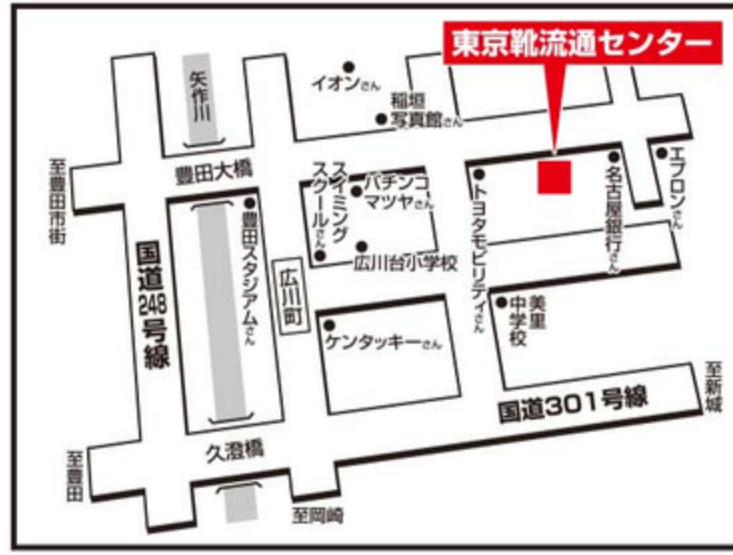 東京靴流通センター
イオンさん
矢作川
稲垣
写真館さん
至豊田市街
豊田大橋
スイミング
スクールさん
パチンコ
マツヤさん
トヨタモビリティさん
名古屋銀行さん
エブロンさん
国道248号線
豊田スタジアムさん
広川町
広川台小学校
ケンタッキーさん
美里
中学校
至新城
国道301号線
久澄橋
至豊田
至岡崎